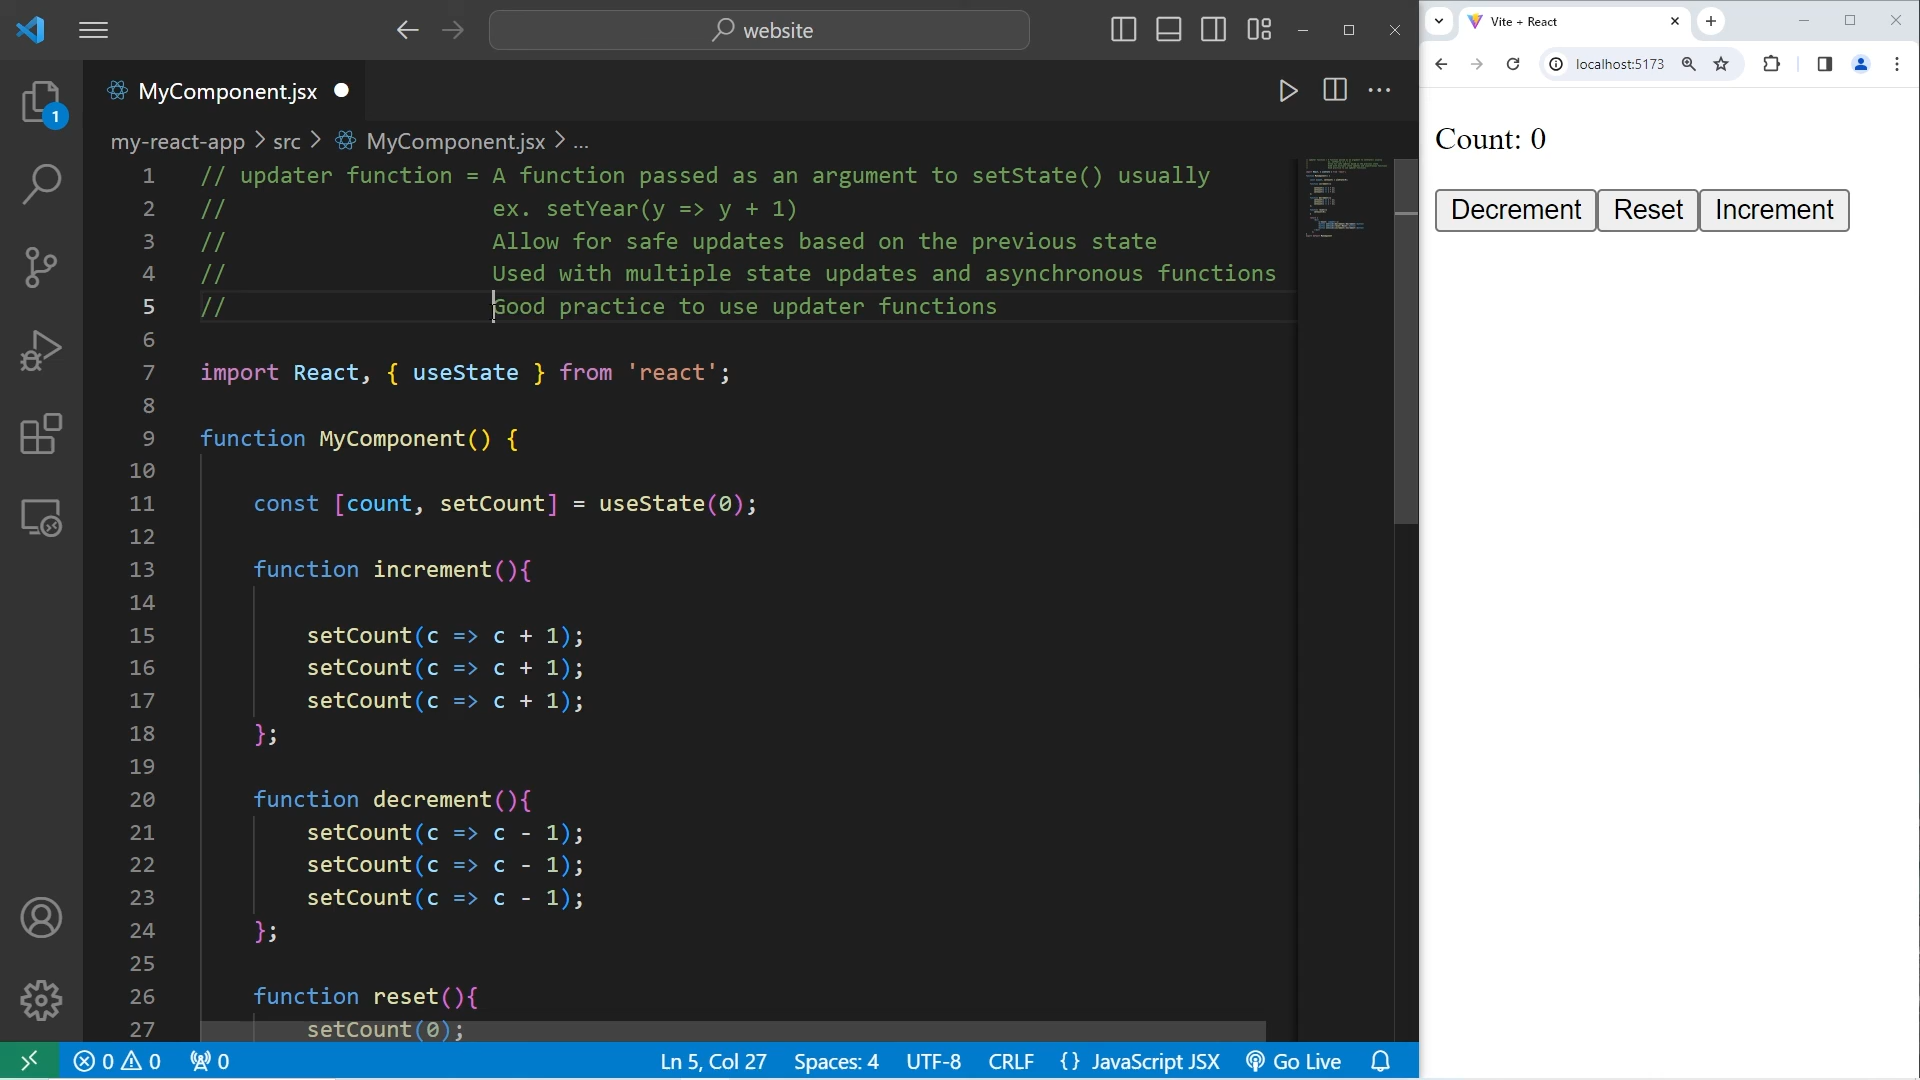 website
Vite + React
localhost:5173
MyComponent.jsx
1
my-react-app > src > MyComponent.jsx > ...
1 // updater function = A function passed as an argument to setState() usually
2 // ex. setYear(y => y + 1)
3 // Allow for safe updates based on the previous state
4 // Used with multiple state updates and asynchronous functions
5 // Good practice to use updater functions
6
7 import React, { useState } from 'react';
8
9 function MyComponent() {
10
11 const [count, setCount] = useState(0);
12
13 function increment(){
14
15 setCount(c => c + 1);
16 setCount(c => c + 1);
17 setCount(c => c + 1);
18 };
19
20 function decrement(){
21 setCount(c => c - 1);
22 setCount(c => c - 1);
23 setCount(c => c - 1);
24 };
25
26 function reset(){
27 setCount(0);
0 0 0 Ln 5, Col 27 Spaces: 4 UTF-8 CRLF {} JavaScript JSX Go Live
Count: 0
Decrement Reset Increment